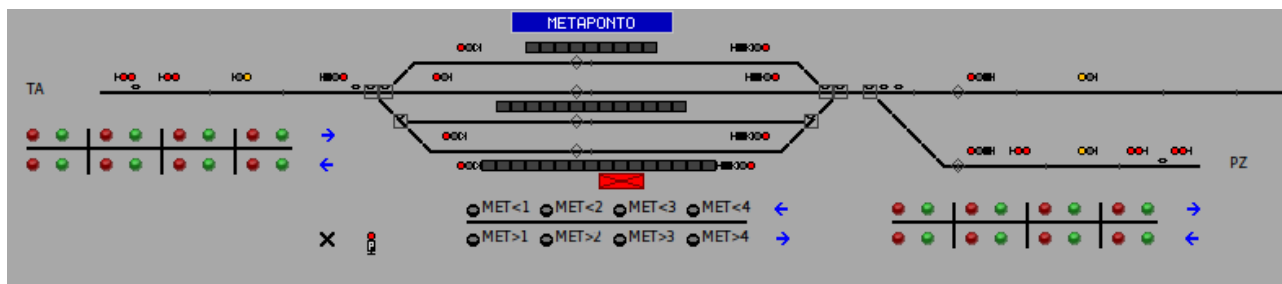 METAPONTO
TA
PZ
MET<1 MET<2 MET<3 MET<4
MET>1 MET>2 MET>3 MET>4